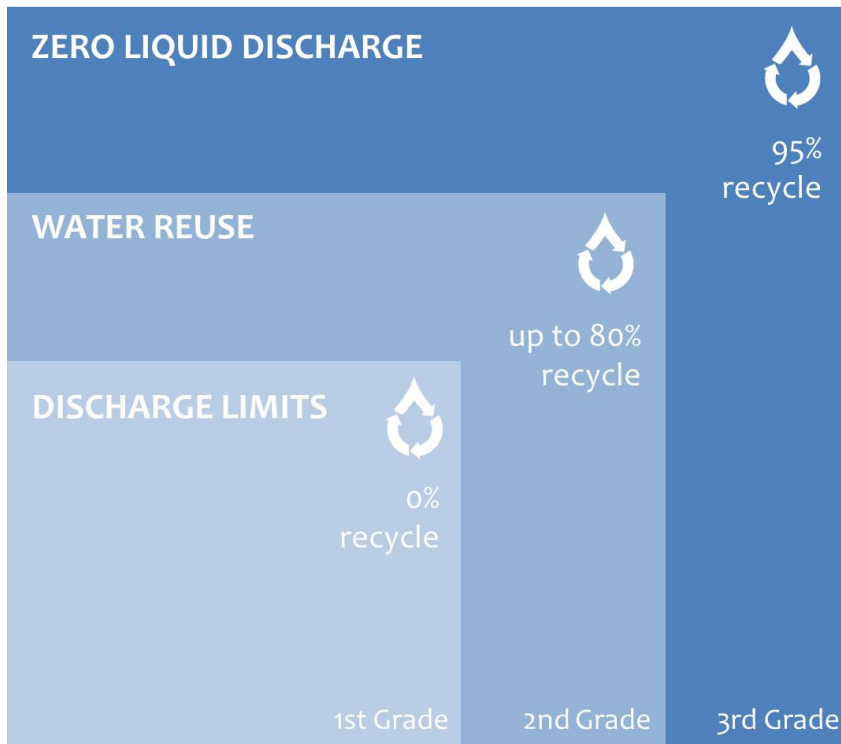 ZERO LIQUID DISCHARGE
95%
recycle
WATER REUSE
up to 80%
recycle
DISCHARGE LIMITS
0%
recycle
1st Grade
2nd Grade
3rd Grade